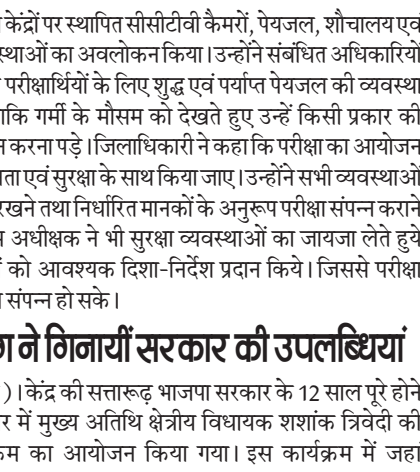 केंद्रों पर स्थापित सीसीटीवी कैमरों, पेयजल, शौचालय एवं
स्थाओं का अवलोकन किया। उन्होंने संबंधित अधिकारियों
परीक्षार्थियों के लिए शुद्ध एवं पर्याप्त पेयजल की व्यवस्था
कि गर्मी के मौसम को देखते हुए उन्हें किसी प्रकार की
न करना पड़े। जिलाधिकारी ने कहा कि परीक्षा का आयोजन
ता एवं सुरक्षा के साथ किया जाए। उन्होंने सभी व्यवस्थाओं
रखने तथा निर्धारित मानकों के अनुरूप परीक्षा संपन्न कराने
अधीक्षक ने भी सुरक्षा व्यवस्थाओं का जायजा लेते हुये
को आवश्यक दिशा-निर्देश प्रदान किये। जिससे परीक्षा
संपन्न हो सके।
ने गिनायीं सरकार की उपलब्धियां
)। केंद्र की सत्तारूढ़ भाजपा सरकार के 12 साल पूरे होने
र में मुख्य अतिथि क्षेत्रीय विधायक शशांक त्रिवेदी की
क्रम का आयोजन किया गया। इस कार्यक्रम में जहां